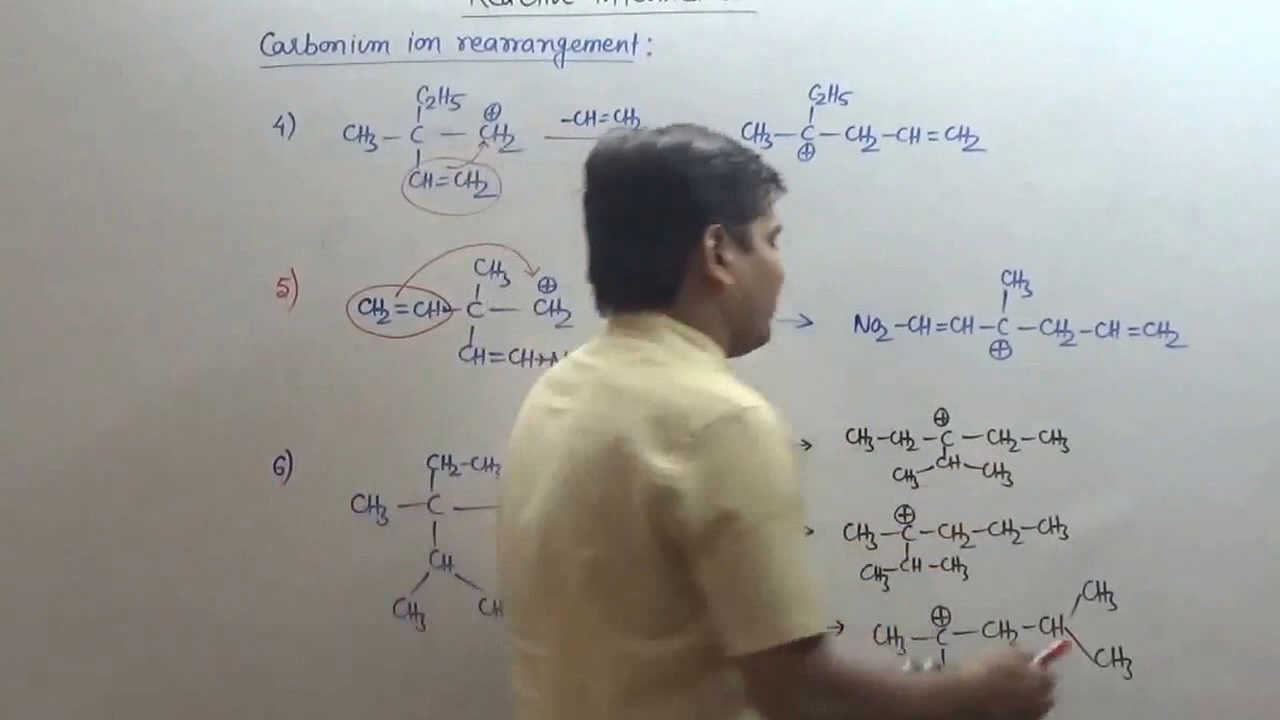 Carbonium ion rearrangement:
C2H5
⊕
4) CH3 – C – CH2 -CH=CH2
CH=CH2
C2H5
CH3 – C – CH2 – CH = CH2
⊕
CH3
⊕
5) CH2=CH – C – CH2
CH=CH
→
CH3
NO2 – CH = CH – C – CH2 – CH = CH2
⊕
6) CH2–CH3
CH3 – C –
CH
CH3
→ ⊕
CH3 – CH2 – C – CH2 – CH3
CH3 – CH – CH3
→ ⊕
CH3 – C – CH2 – CH2 – CH3
CH3 – CH – CH3
→ ⊕ CH3
CH3 – C – CH2 – CH
CH3